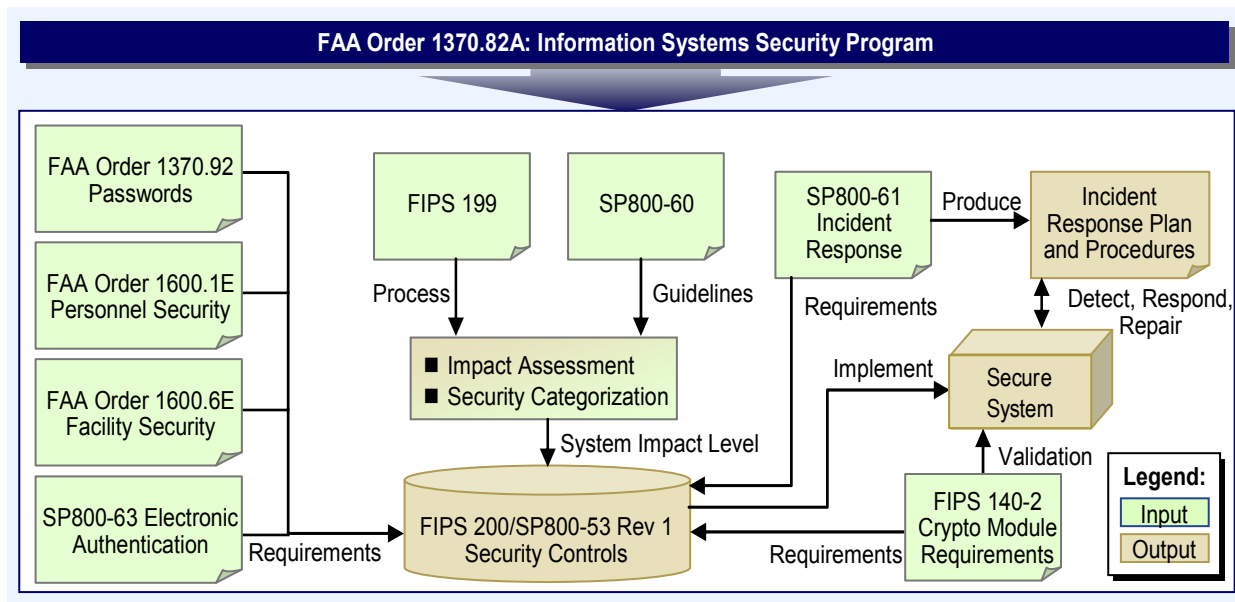 FAA Order 1370.82A: Information Systems Security Program
FAA Order 1370.92
Passwords
FAA Order 1600.1E
Personnel Security
FAA Order 1600.6E
Facility Security
SP800-63 Electronic
Authentication
Requirements
FIPS 199
SP800-60
Process
Guidelines
■ Impact Assessment
■ Security Categorization
System Impact Level
FIPS 200/SP800-53 Rev 1
Security Controls
SP800-61
Incident
Response
Produce
Incident
Response Plan
and Procedures
Requirements
Detect, Respond,
Repair
Implement
Secure
System
Validation
FIPS 140-2
Crypto Module
Requirements
Requirements
Legend:
Input
Output